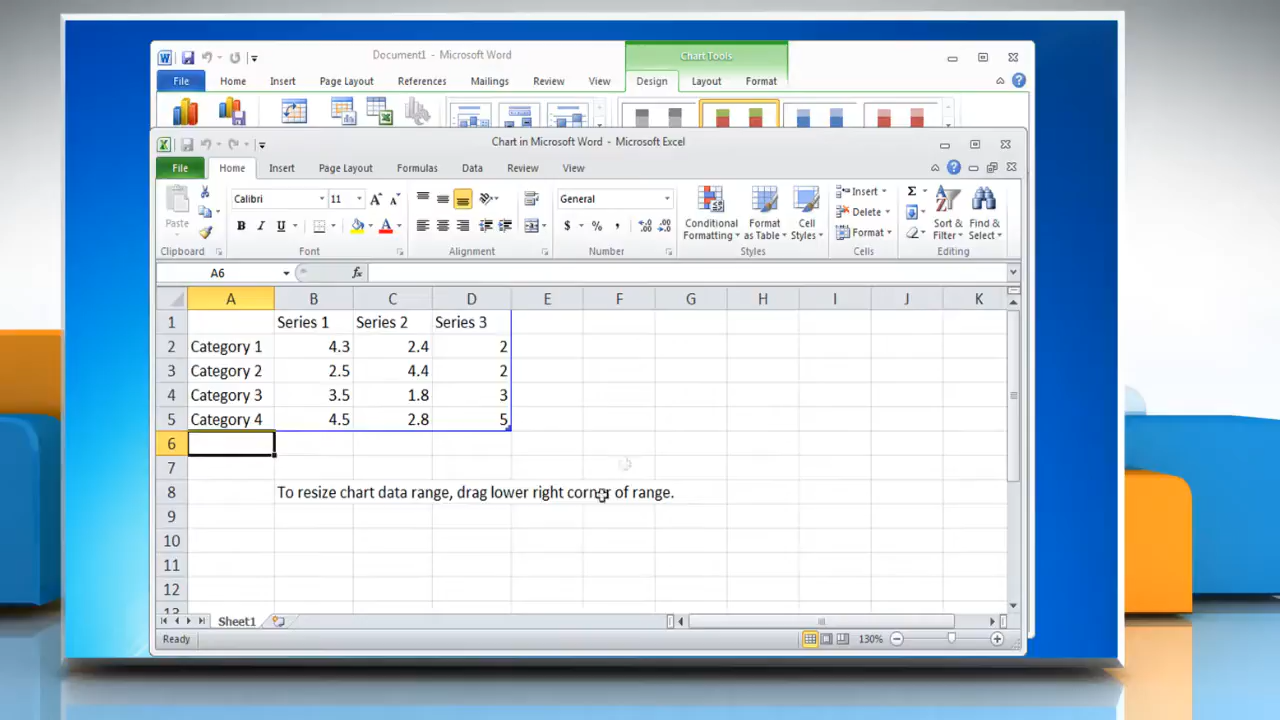 Document1 - Microsoft Word
Chart Tools
File Home Insert Page Layout References Mailings Review View Design Layout Format
Chart in Microsoft Word - Microsoft Excel
File Home Insert Page Layout Formulas Data Review View
Paste
Calibri 11
B I U
General
$ % ,
Conditional Formatting
Format as Table
Cell Styles
Insert
Delete
Format
Σ
Sort & Filter
Find & Select
Clipboard Font Alignment Number Styles Cells Editing
A6 fx
A B C D E F G H I J K
1 Series 1 Series 2 Series 3
2 Category 1 4.3 2.4 2
3 Category 2 2.5 4.4 2
4 Category 3 3.5 1.8 3
5 Category 4 4.5 2.8 5
6
7
8 To resize chart data range, drag lower right corner of range.
9
10
11
12
13
Sheet1
Ready 130%